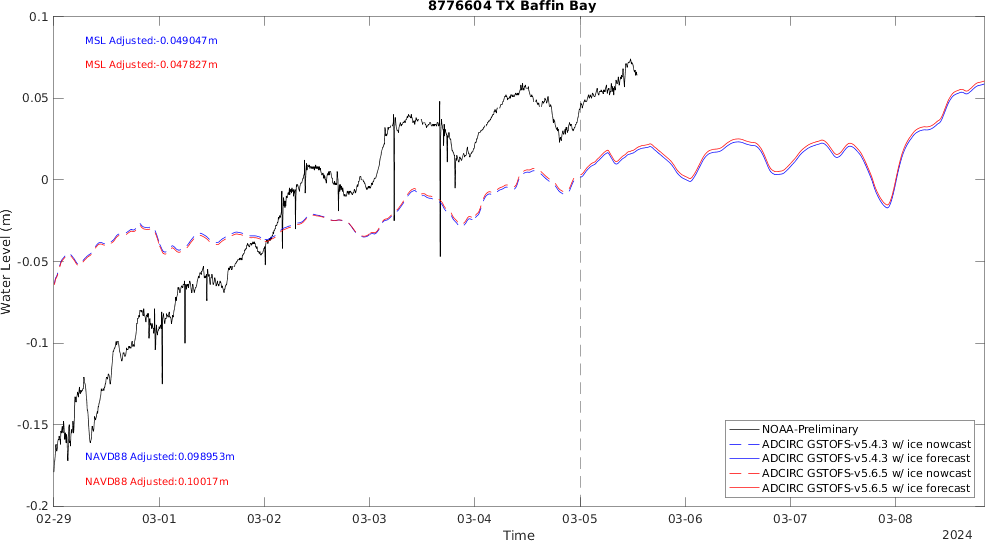 8776604 TX Baffin Bay
0.1
MSL Adjusted:-0.049047m
MSL Adjusted:-0.047827m
0.05
0
-0.05
-0.1
-0.15
-0.2
Water Level (m)
NAVD88 Adjusted:0.098953m
NAVD88 Adjusted:0.10017m
NOAA-Preliminary
ADCIRC GSTOFS-v5.4.3 w/ ice nowcast
ADCIRC GSTOFS-v5.4.3 w/ ice forecast
ADCIRC GSTOFS-v5.6.5 w/ ice nowcast
ADCIRC GSTOFS-v5.6.5 w/ ice forecast
02-29 03-01 03-02 03-03 03-04 03-05 03-06 03-07 03-08
Time
2024